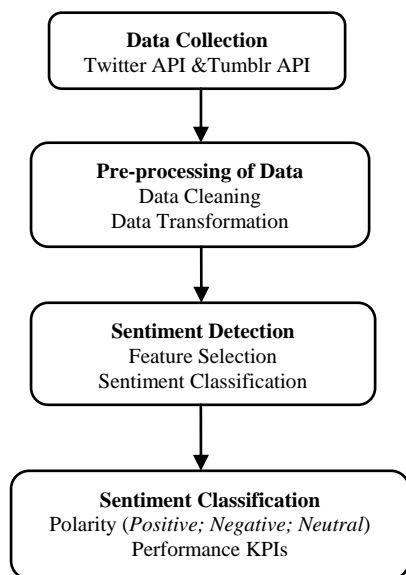 Data Collection
Twitter API &Tumblr API
Pre-processing of Data
Data Cleaning
Data Transformation
Sentiment Detection
Feature Selection
Sentiment Classification
Sentiment Classification
Polarity (Positive; Negative; Neutral)
Performance KPIs